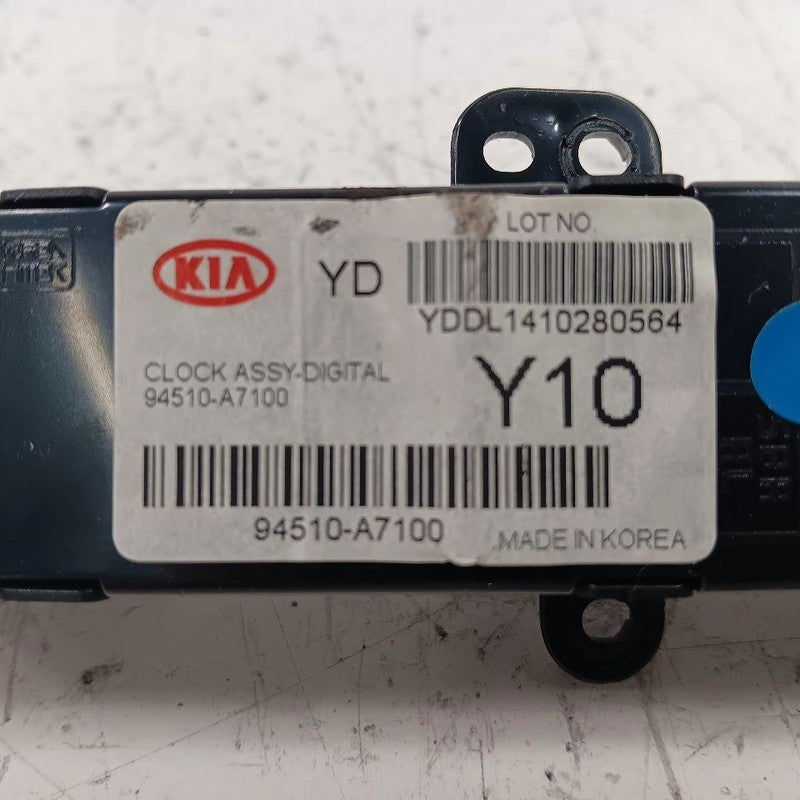 KIA
YD
LOT NO.
YDDL1410280564
CLOCK ASSY-DIGITAL
94510-A7100
Y10
94510-A7100
MADE IN KOREA